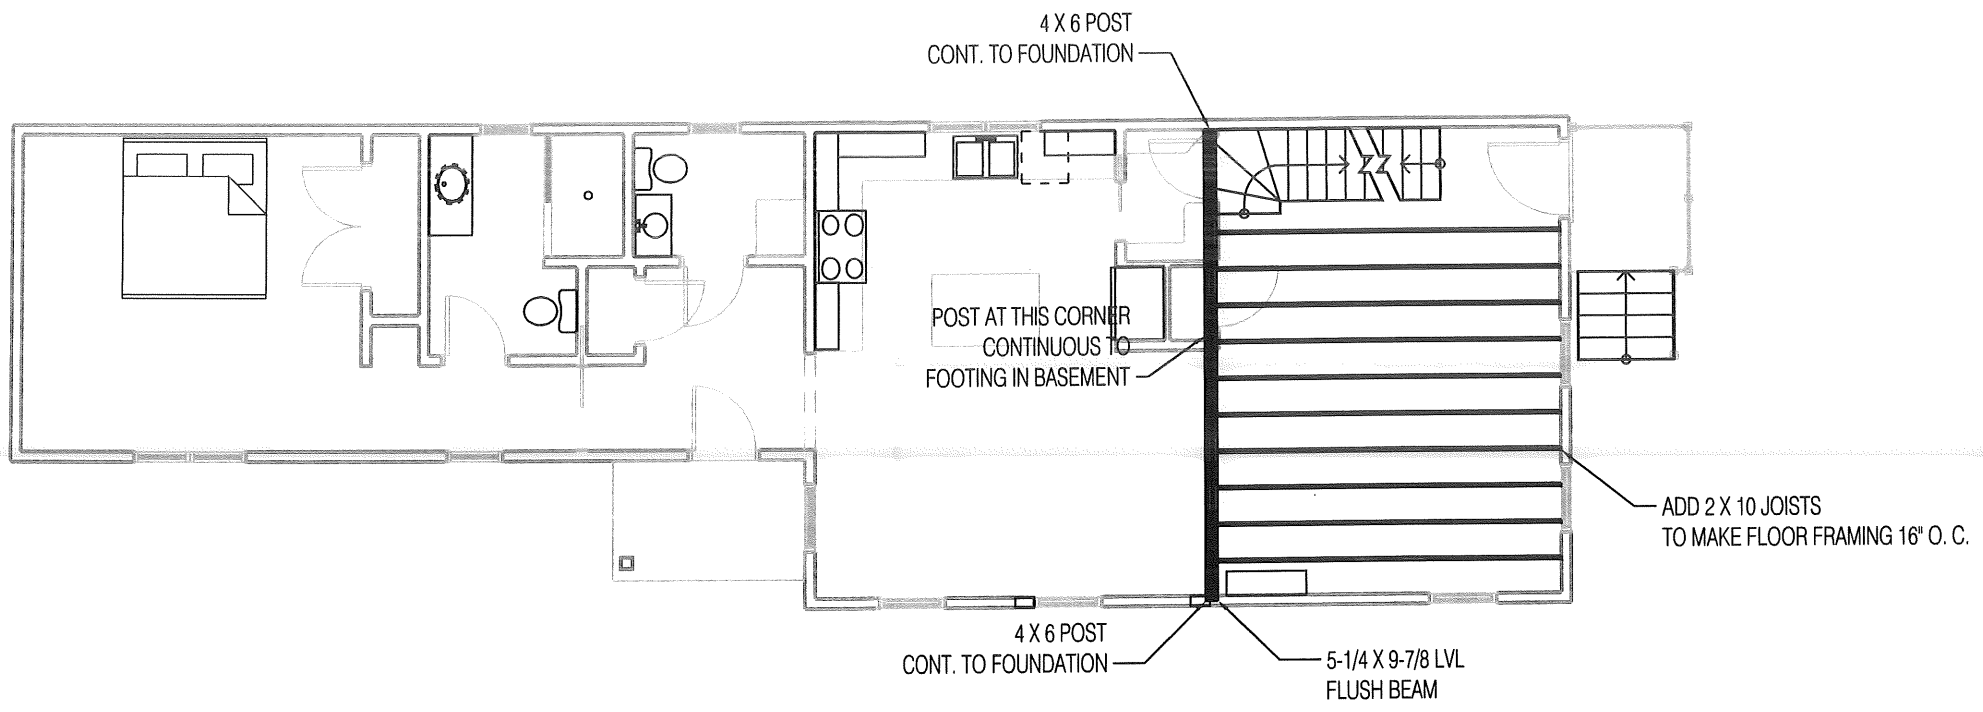 4 X 6 POST
CONT. TO FOUNDATION
POST AT THIS CORNER
CONTINUOUS TO
FOOTING IN BASEMENT
ADD 2 X 10 JOISTS
TO MAKE FLOOR FRAMING 16" O. C.
4 X 6 POST
CONT. TO FOUNDATION
5-1/4 X 9-7/8 LVL
FLUSH BEAM